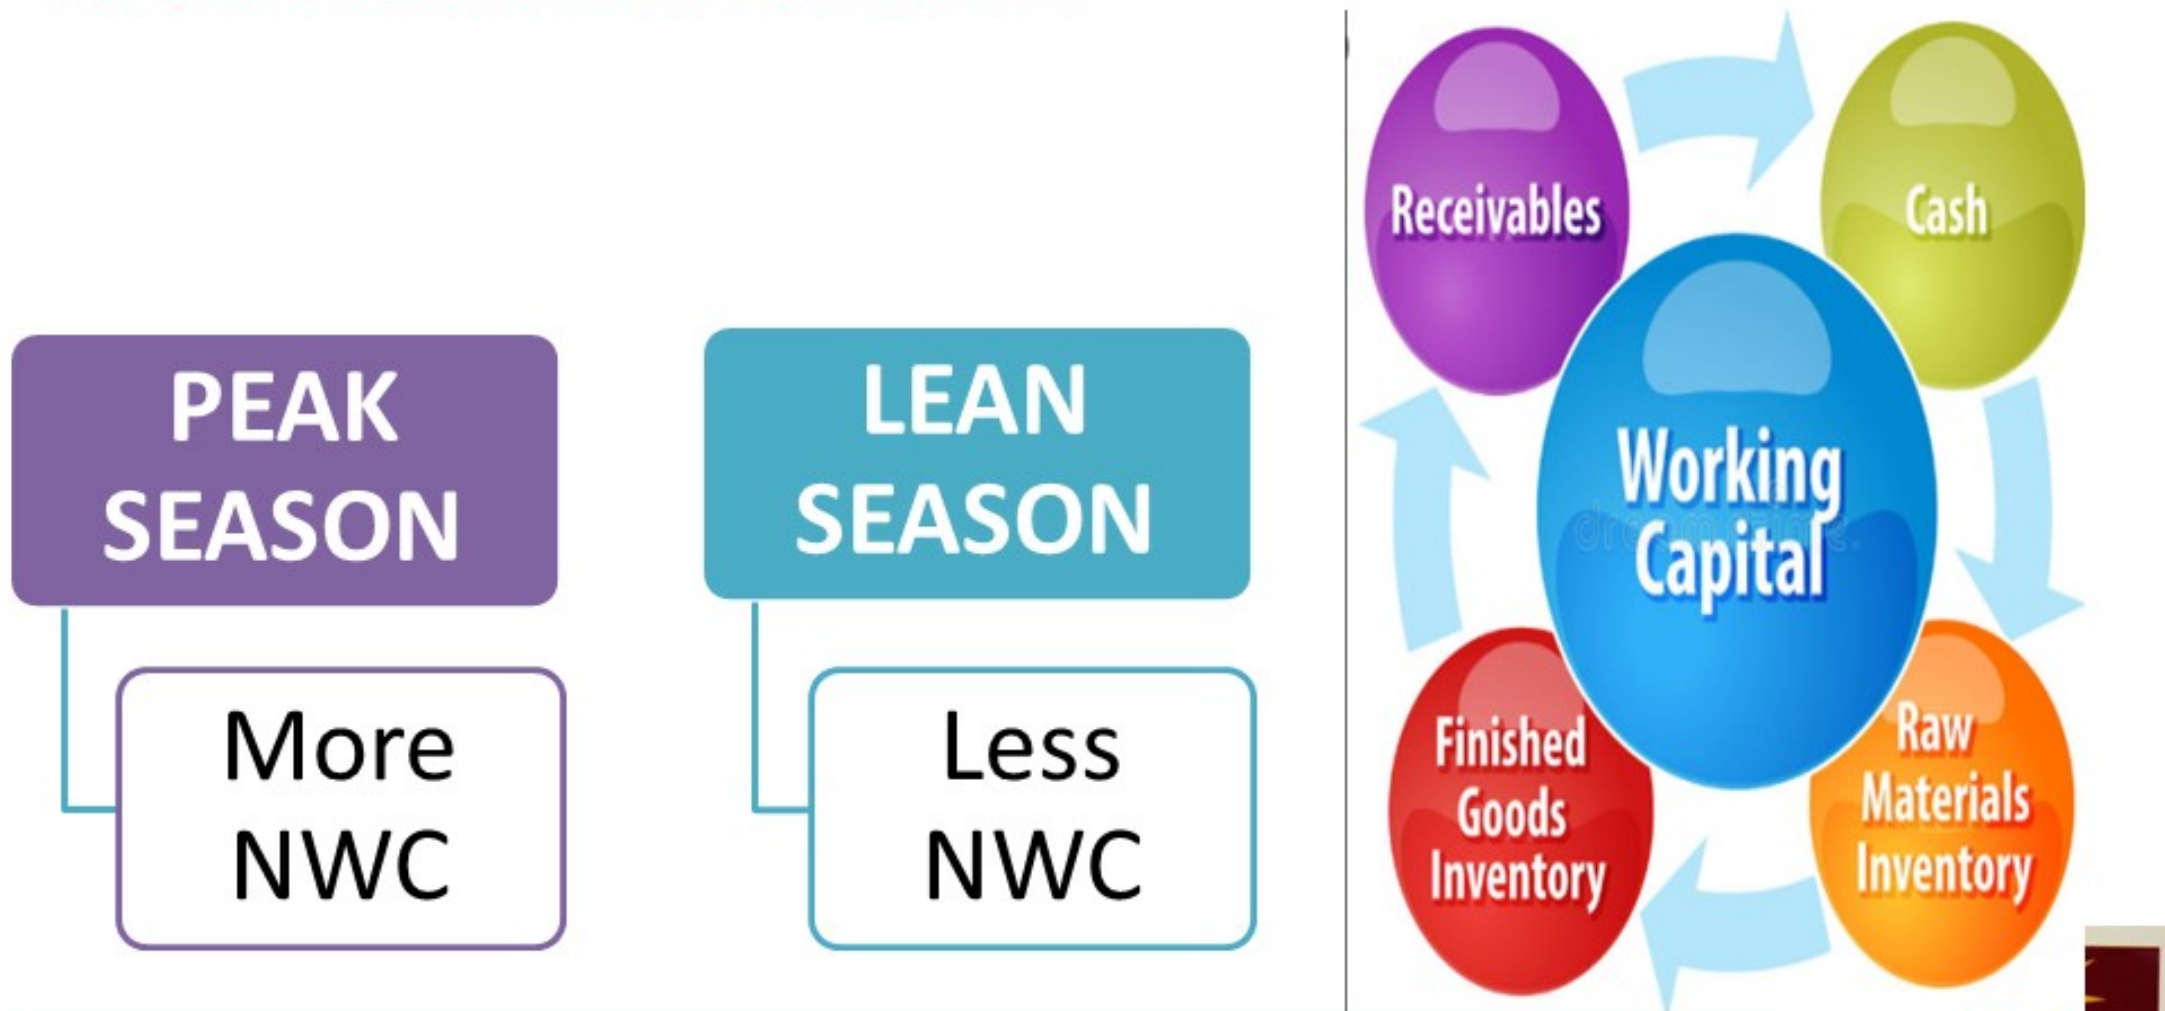 PEAK
SEASON
More
NWC
LEAN
SEASON
Less
NWC
Receivables
Cash
Working
Capital
Finished
Goods
Inventory
Raw
Materials
Inventory